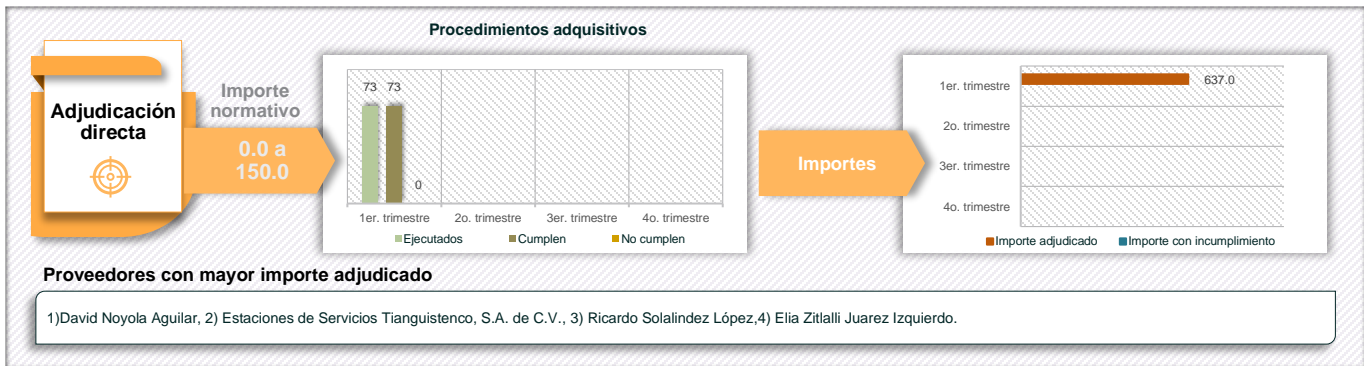 Procedimientos adquisitivos
Adjudicación
directa
Importe
normativo
0.0 a
150.0
73 73
0
1er. trimestre 2o. trimestre 3er. trimestre 4o. trimestre
Ejecutados Cumplen No cumplen
Importes
1er. trimestre 637.0
2o. trimestre
3er. trimestre
4o. trimestre
Importe adjudicado Importe con incumplimiento
Proveedores con mayor importe adjudicado
1)David Noyola Aguilar, 2) Estaciones de Servicios Tianguistenco, S.A. de C.V., 3) Ricardo Solalindez López,4) Elia Zitlalli Juarez Izquierdo.